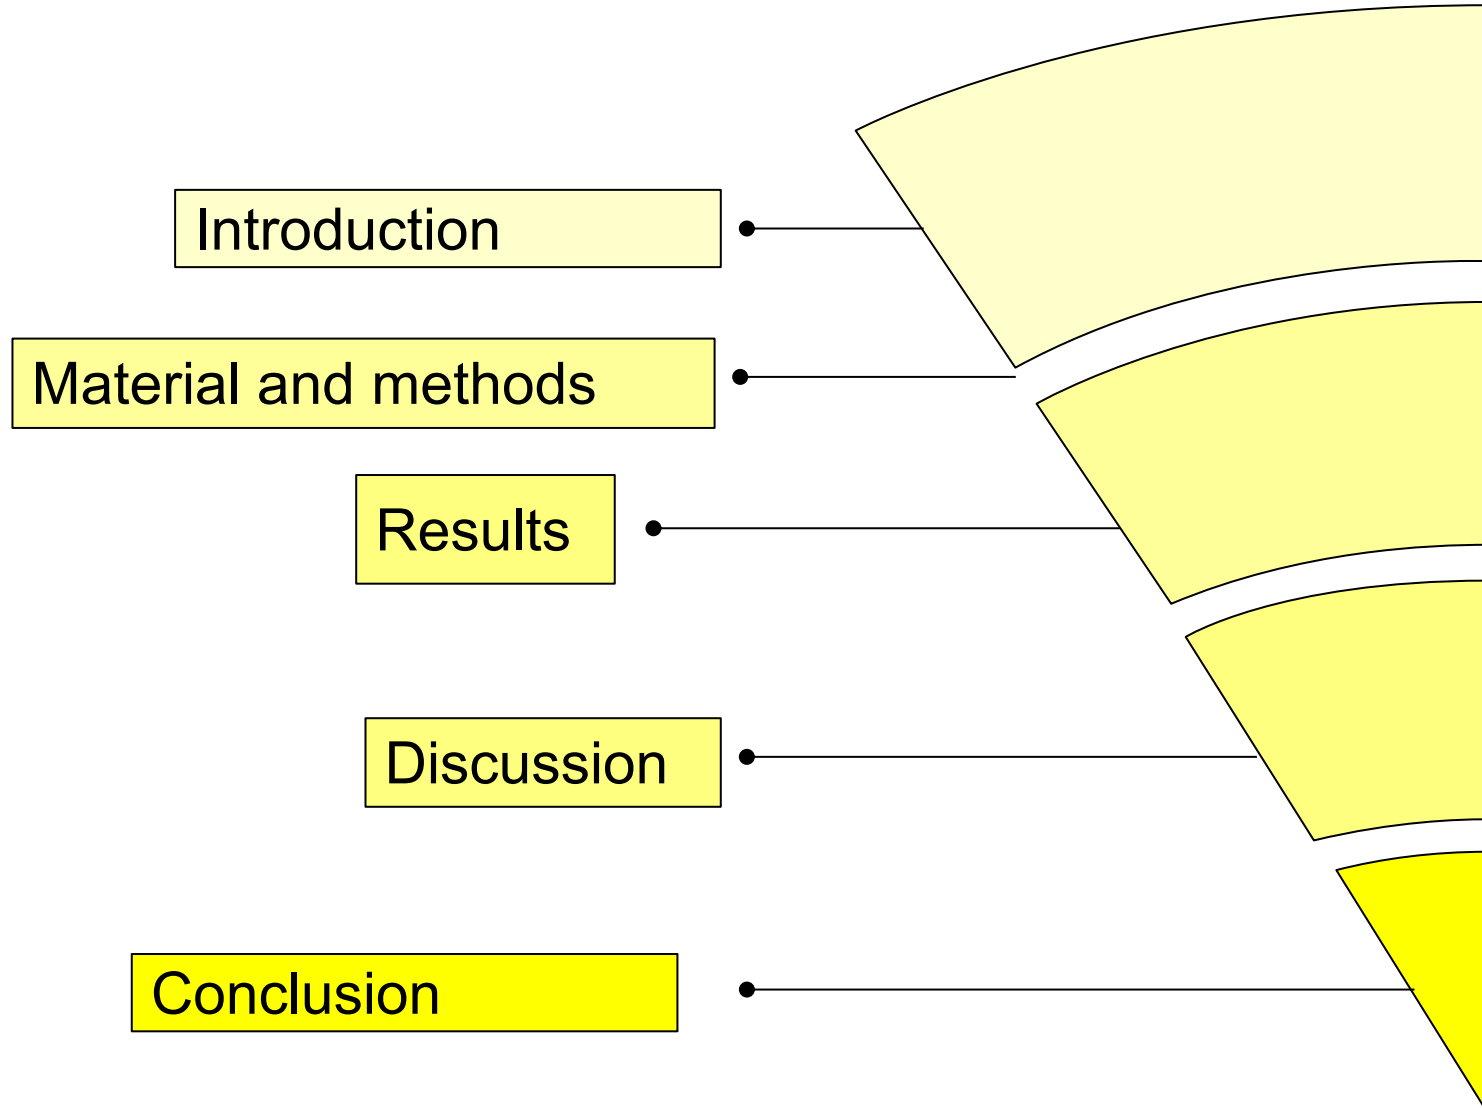 Introduction
Material and methods
Results
Discussion
Conclusion